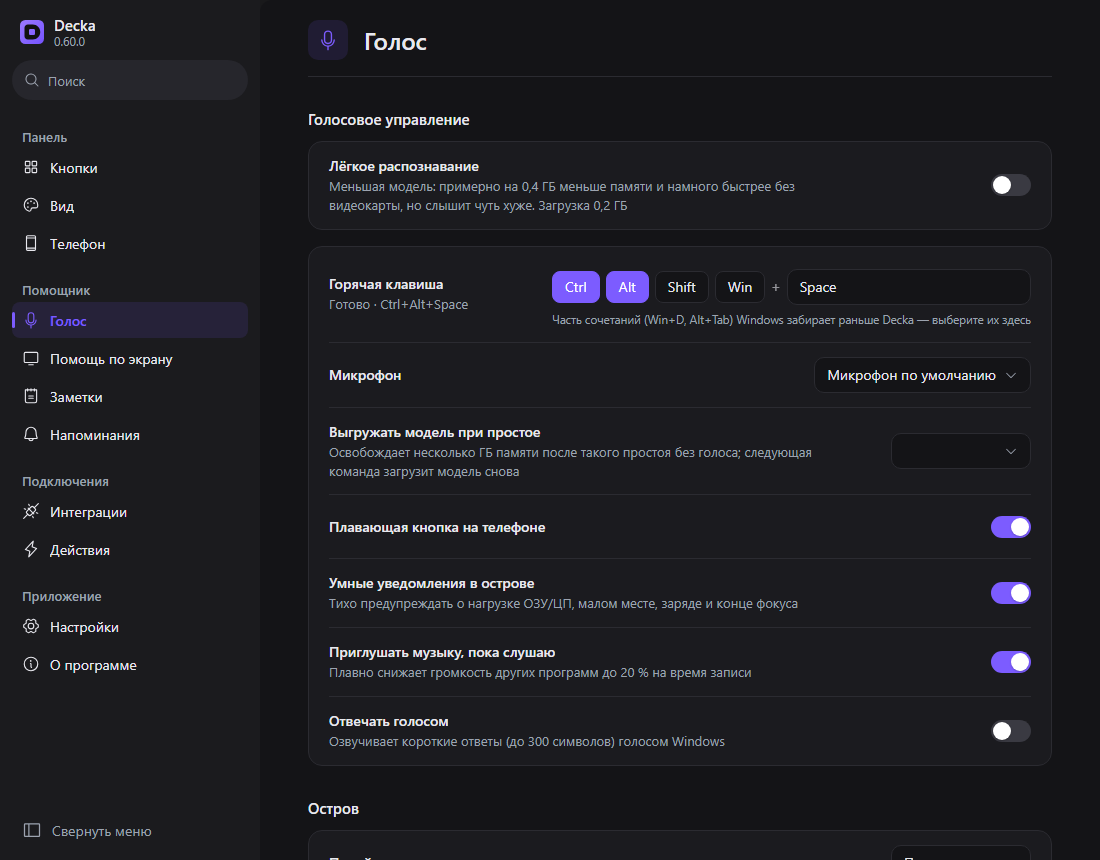 Decka
0.60.0
Поиск
Панель
Кнопки
Вид
Телефон
Помощник
Голос
Помощь по экрану
Заметки
Напоминания
Подключения
Интеграции
Действия
Приложение
Настройки
О программе
Свернуть меню
Голос
Голосовое управление
Лёгкое распознавание
Меньшая модель: примерно на 0,4 ГБ меньше памяти и намного быстрее без
видеокарты, но слышит чуть хуже. Загрузка 0,2 ГБ
Горячая клавиша
Готово · Ctrl+Alt+Space
Ctrl Alt Shift Win + Space
Часть сочетаний (Win+D, Alt+Tab) Windows забирает раньше Decka — выберите их здесь
Микрофон
Микрофон по умолчанию
Выгружать модель при простое
Освобождает несколько ГБ памяти после такого простоя без голоса; следующая
команда загрузит модель снова
Плавающая кнопка на телефоне
Умные уведомления в острове
Тихо предупреждать о нагрузке ОЗУ/ЦП, малом месте, заряде и конце фокуса
Приглушать музыку, пока слушаю
Плавно снижает громкость других программ до 20 % на время записи
Отвечать голосом
Озвучивает короткие ответы (до 300 символов) голосом Windows
Остров